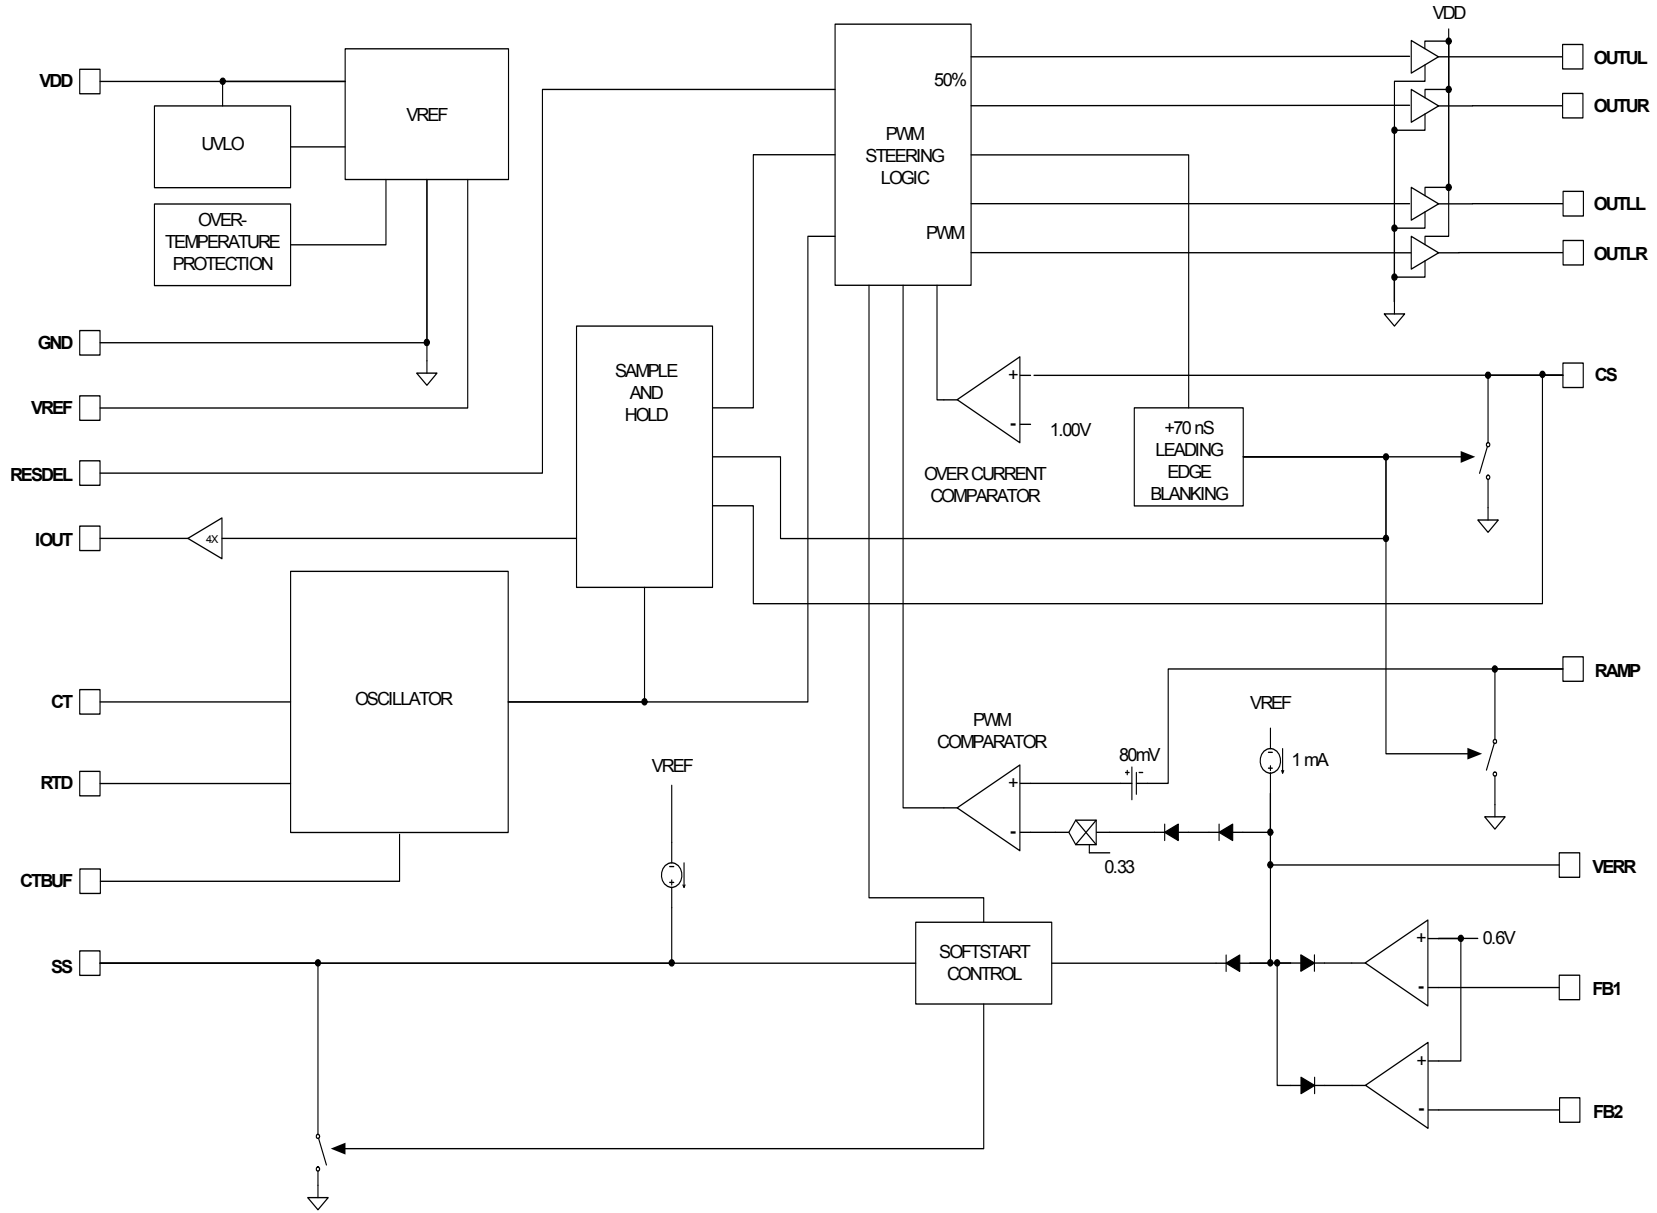 VDD
OUTUL
50%
VDD
VREF
OUTUR
UVLO
PWM
STEERING
LOGIC
OUTLL
OVER-
TEMPERATURE
PROTECTION
PWM
OUTLR
GND
SAMPLE
AND
HOLD
+
CS
VREF
-
1.00V
+70 nS
LEADING
EDGE
BLANKING
RESDEL
OVER CURRENT
COMPARATOR
IOUT
4X
RAMP
CT
OSCILLATOR
VREF
PWM
COMPARATOR
80mV
+ -
- +
1 mA
RTD
VREF
+
-
0.33
VERR
CTBUF
- +
SS
SOFTSTART
CONTROL
+
0.6V
-
FB1
+
-
FB2